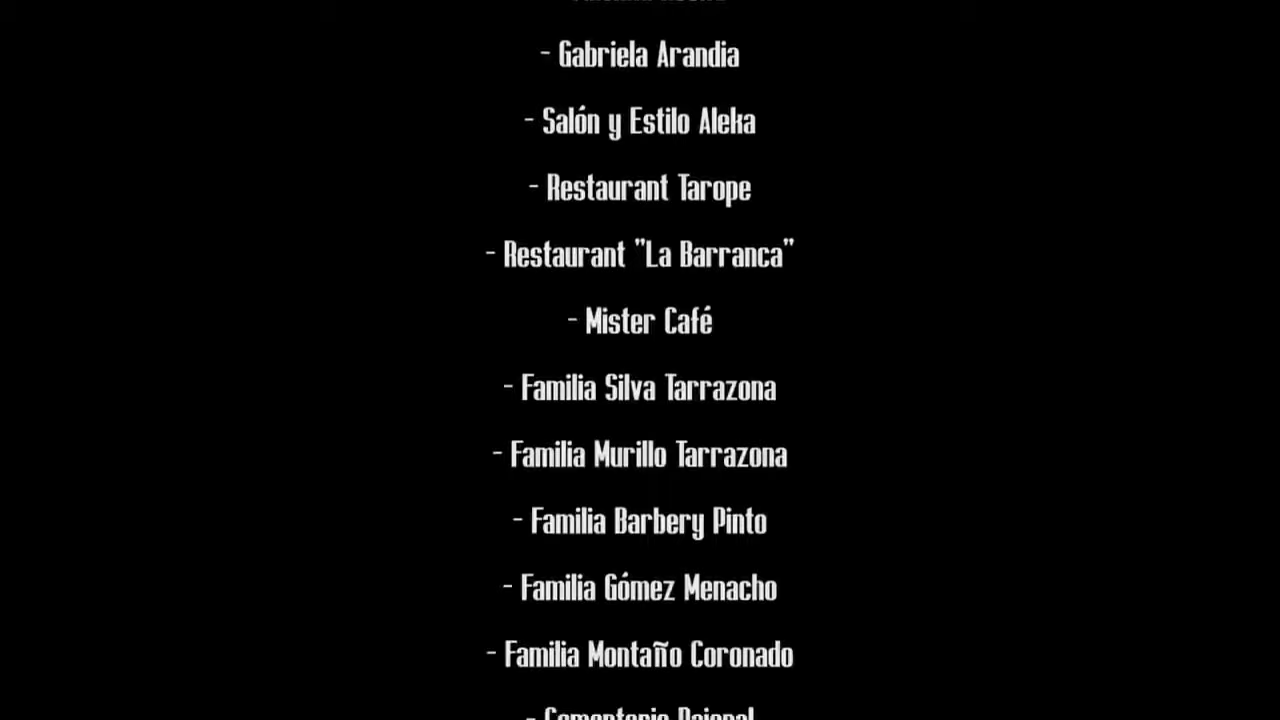 - Gabriela Arandia
- Salón y Estilo Aleka
- Restaurant Tarope
- Restaurant "La Barranca"
- Mister Café
- Familia Silva Tarrazona
- Familia Murillo Tarrazona
- Familia Barbery Pinto
- Familia Gómez Menacho
- Familia Montaño Coronado